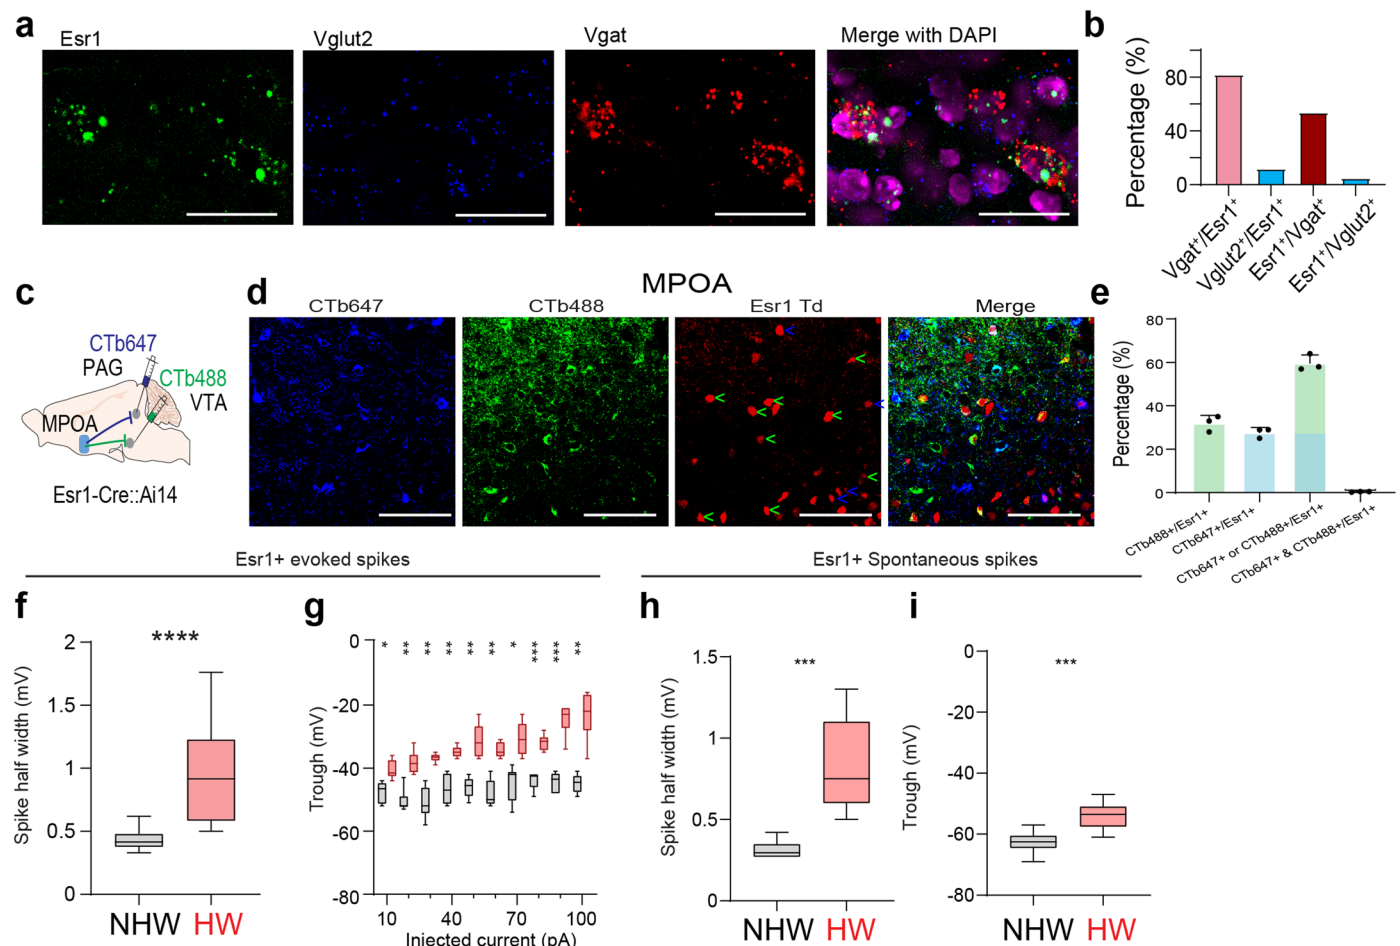 a
Esr1
Vglut2
Vgat
Merge with DAPI
b
Percentage (%)
80
40
0
Vgat+/Esr1+
Vglut2+/Esr1+
Esr1+/Vgat+
Esr1+/Vglut2+
c
CTb647
PAG
CTb488
VTA
MPOA
Esr1-Cre::Ai14
d
MPOA
CTb647
CTb488
Esr1 Td
Merge
e
Percentage (%)
80
60
40
20
0
CTb488+/Esr1+
CTb647+/Esr1+
CTb647+ or CTb488+/Esr1+
CTb647+ & CTb488+/Esr1+
Esr1+ evoked spikes
Esr1+ Spontaneous spikes
f
Spike half width (mV)
2
1.5
1
0.5
0
****
NHW
HW
g
Trough (mV)
0
-20
-40
-60
-80
* ** ** ** ** ** * *** *** **
10 40 70 100
Injected current (pA)
h
Spike half width (mV)
1.5
1
0.5
0
***
NHW
HW
i
Trough (mV)
0
-20
-40
-60
-80
***
NHW
HW